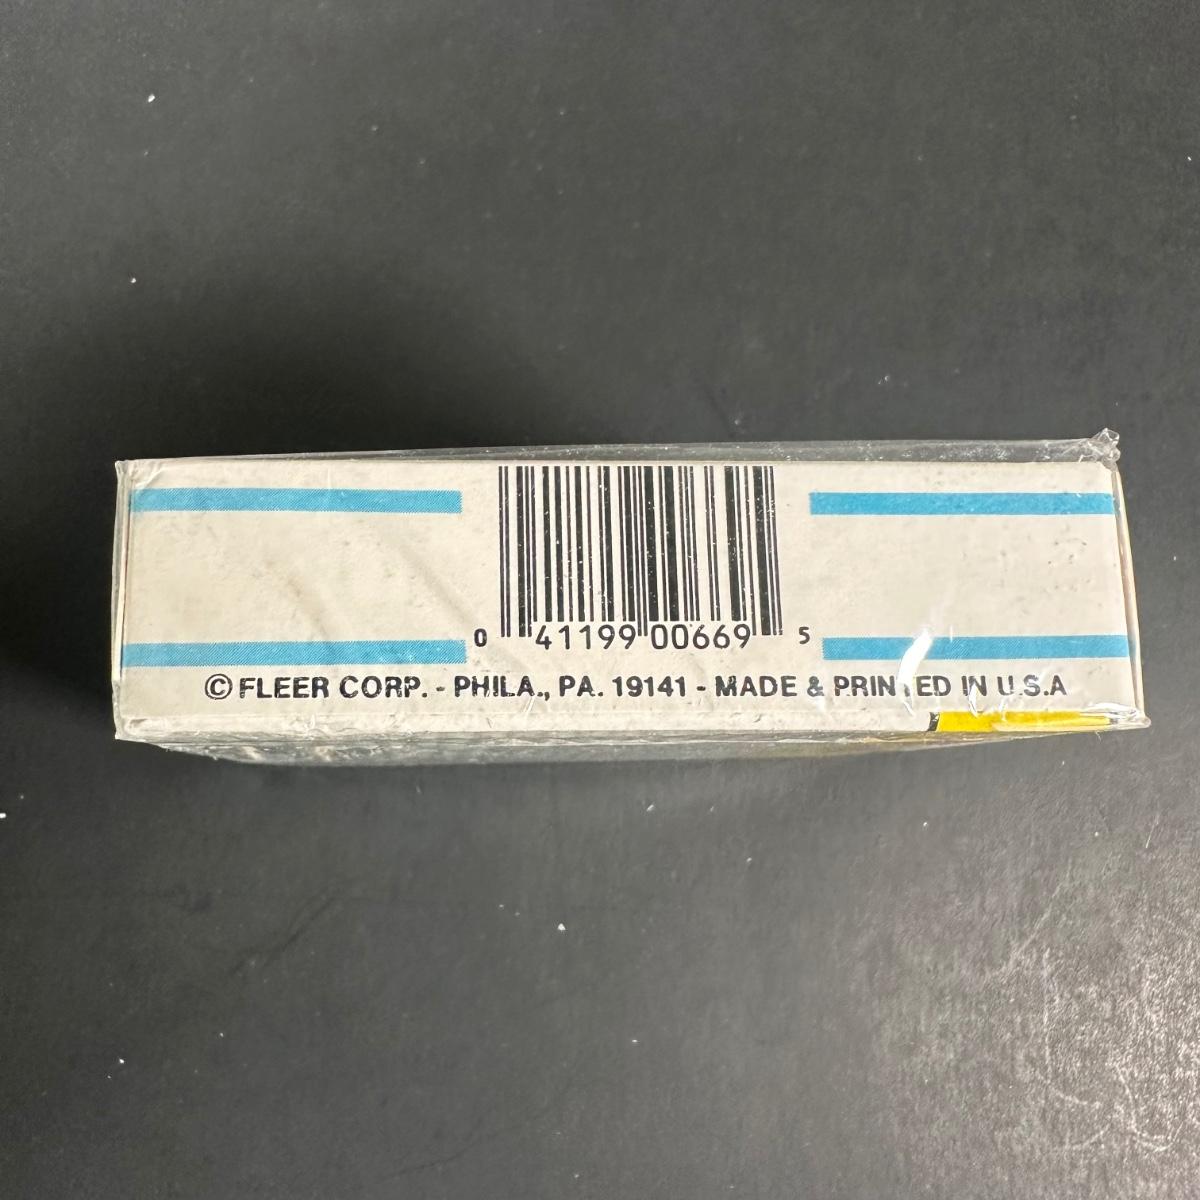 0 41199 00669 5
© FLEER CORP. - PHILA., PA. 19141 - MADE & PRINTED IN U.S.A